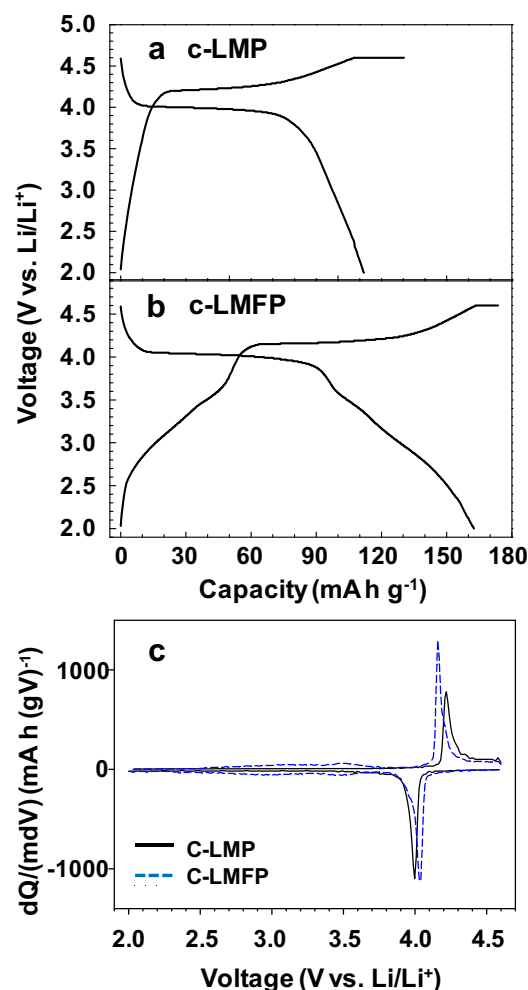 a c-LMP
5.0
4.5
4.0
3.5
3.0
2.5
2.0
b c-LMFP
4.5
4.0
3.5
3.0
2.5
2.0
Voltage (V vs. Li/Li⁺)
0 30 60 90 120 150 180
Capacity (mA h g⁻¹)
c
1000
0
-1000
dQ/(mdV) (mA h (gV)⁻¹)
C-LMP
C-LMFP
2.0 2.5 3.0 3.5 4.0 4.5
Voltage (V vs. Li/Li⁺)